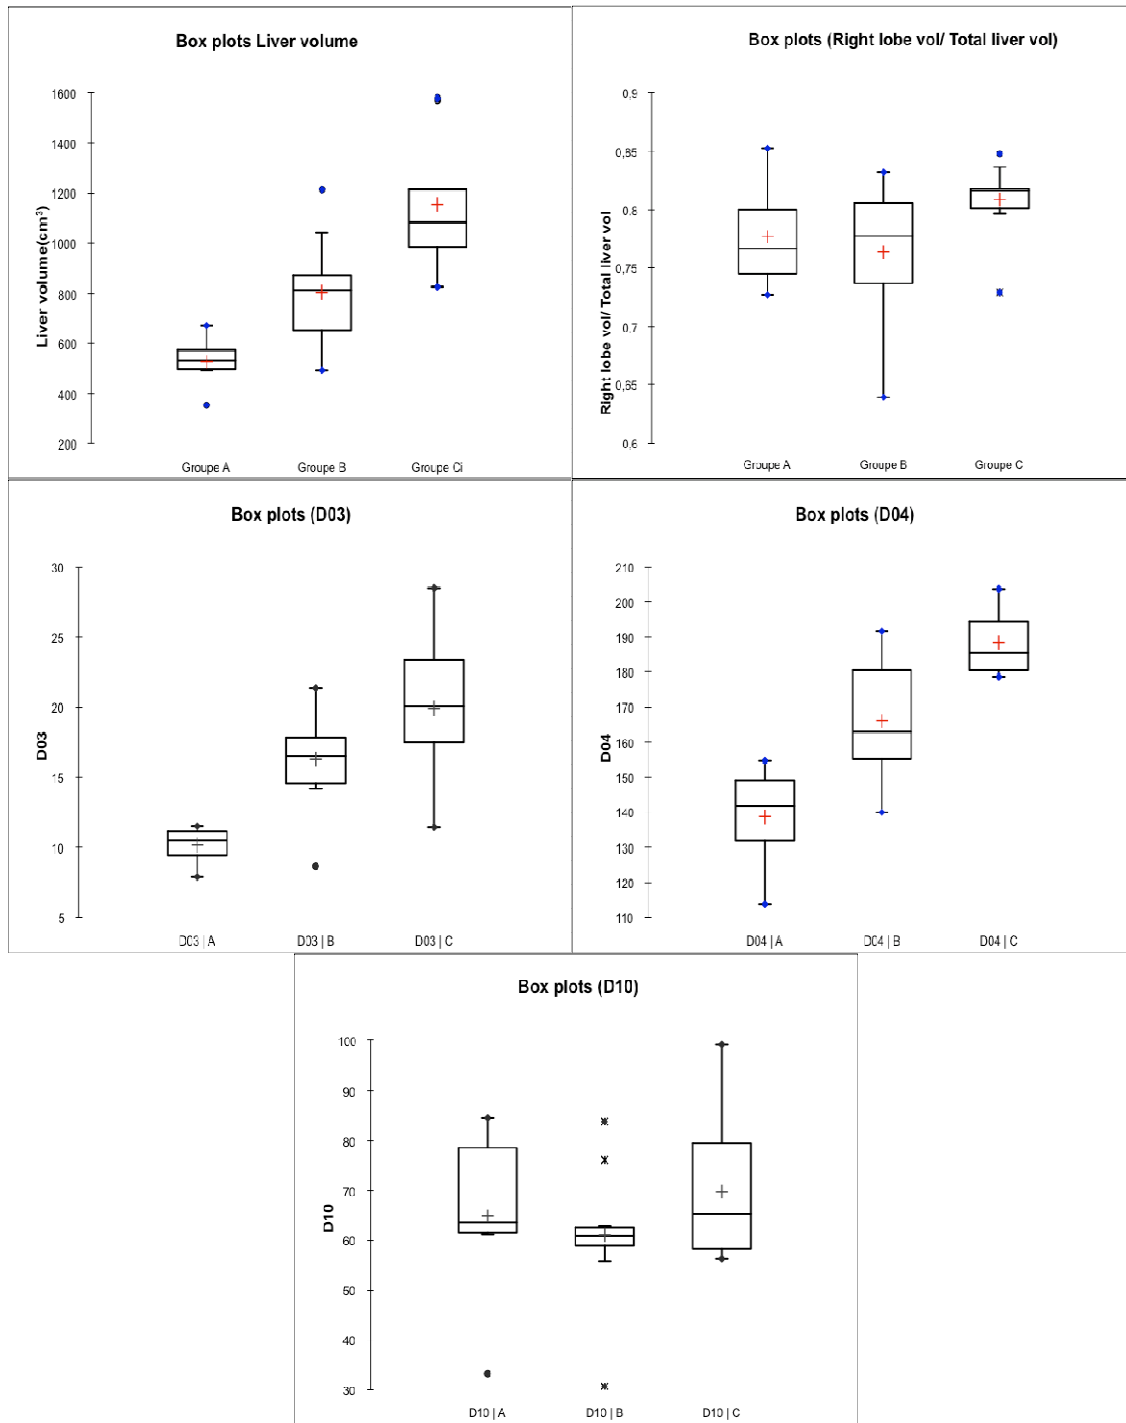 Box plots Liver volume
Liver volume(cm³)
1600
1400
1200
1000
800
600
400
200
Groupe A
Groupe B
Groupe Ci
Box plots (Right lobe vol/ Total liver vol)
Right lobe vol/ Total liver vol
0,9
0,85
0,8
0,75
0,7
0,65
0,6
Groupe A
Groupe B
Groupe C
Box plots (D03)
D03
30
25
20
15
10
5
D03 | A
D03 | B
D03 | C
Box plots (D04)
D04
210
200
190
180
170
160
150
140
130
120
110
D04 | A
D04 | B
D04 | C
Box plots (D10)
D10
100
90
80
70
60
50
40
30
D10 | A
D10 | B
D10 | C